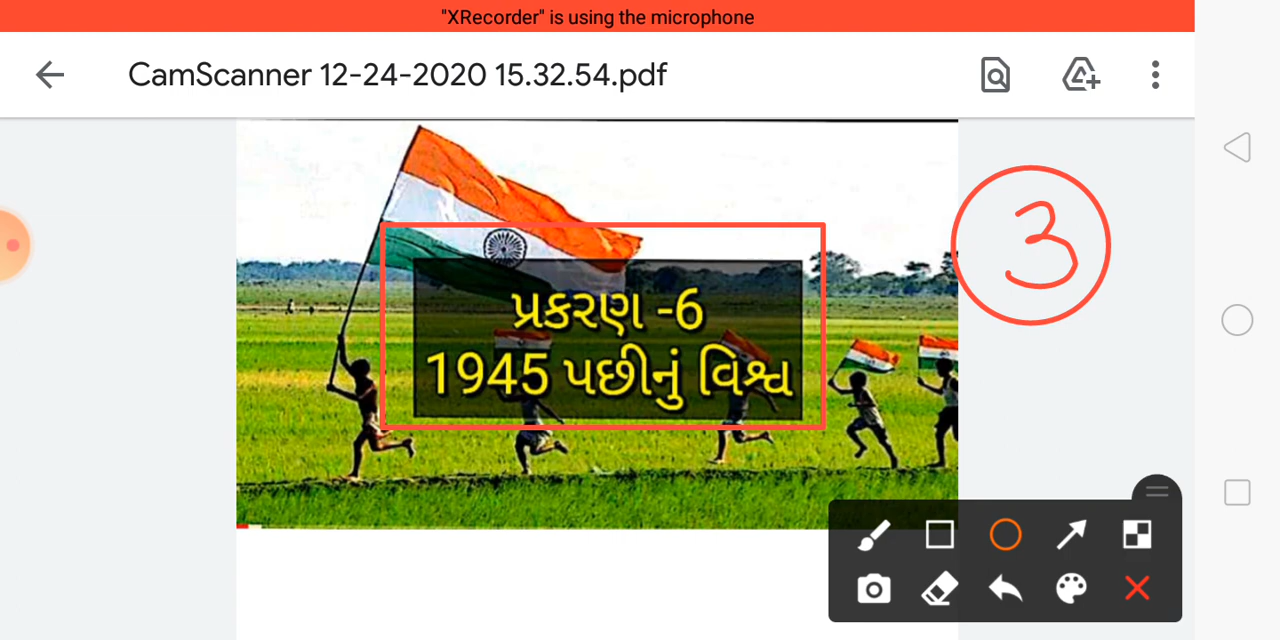 "XRecorder" is using the microphone
CamScanner 12-24-2020 15.32.54.pdf
3
પ્રકરણ -6
1945 પછીનું વિશ્વ